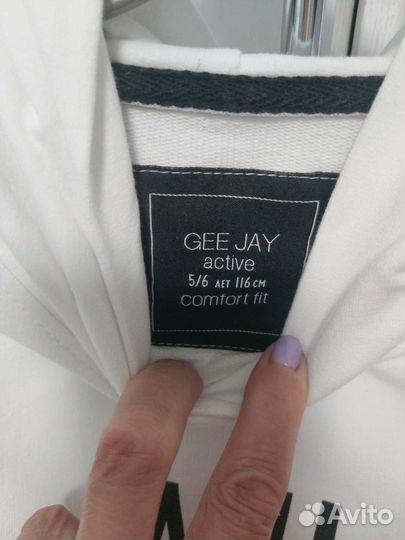 GEE JAY
active
5/6 лет 116 см
comfort fit
Avito